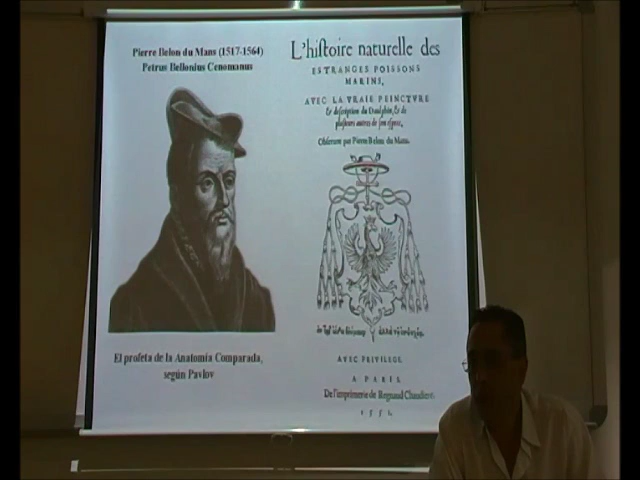 Pierre Belon du Mans (1517-1564)
Petrus Bellonius Cenomanus
El profeta de la Anatomía Comparada,
según Pavlov
L'histoire naturelle des
ESTRANGES POISSONS
MARINS,
AVEC LA VRAIE PEINCTURE
& description du Daulphin, & de
plusieurs autres de son espece,
Obseruee par Pierre Belon du Mans.
AVEC PRIVILEGE
A PARIS
De l'imprimerie de Regnaud Chaudiere.
1551